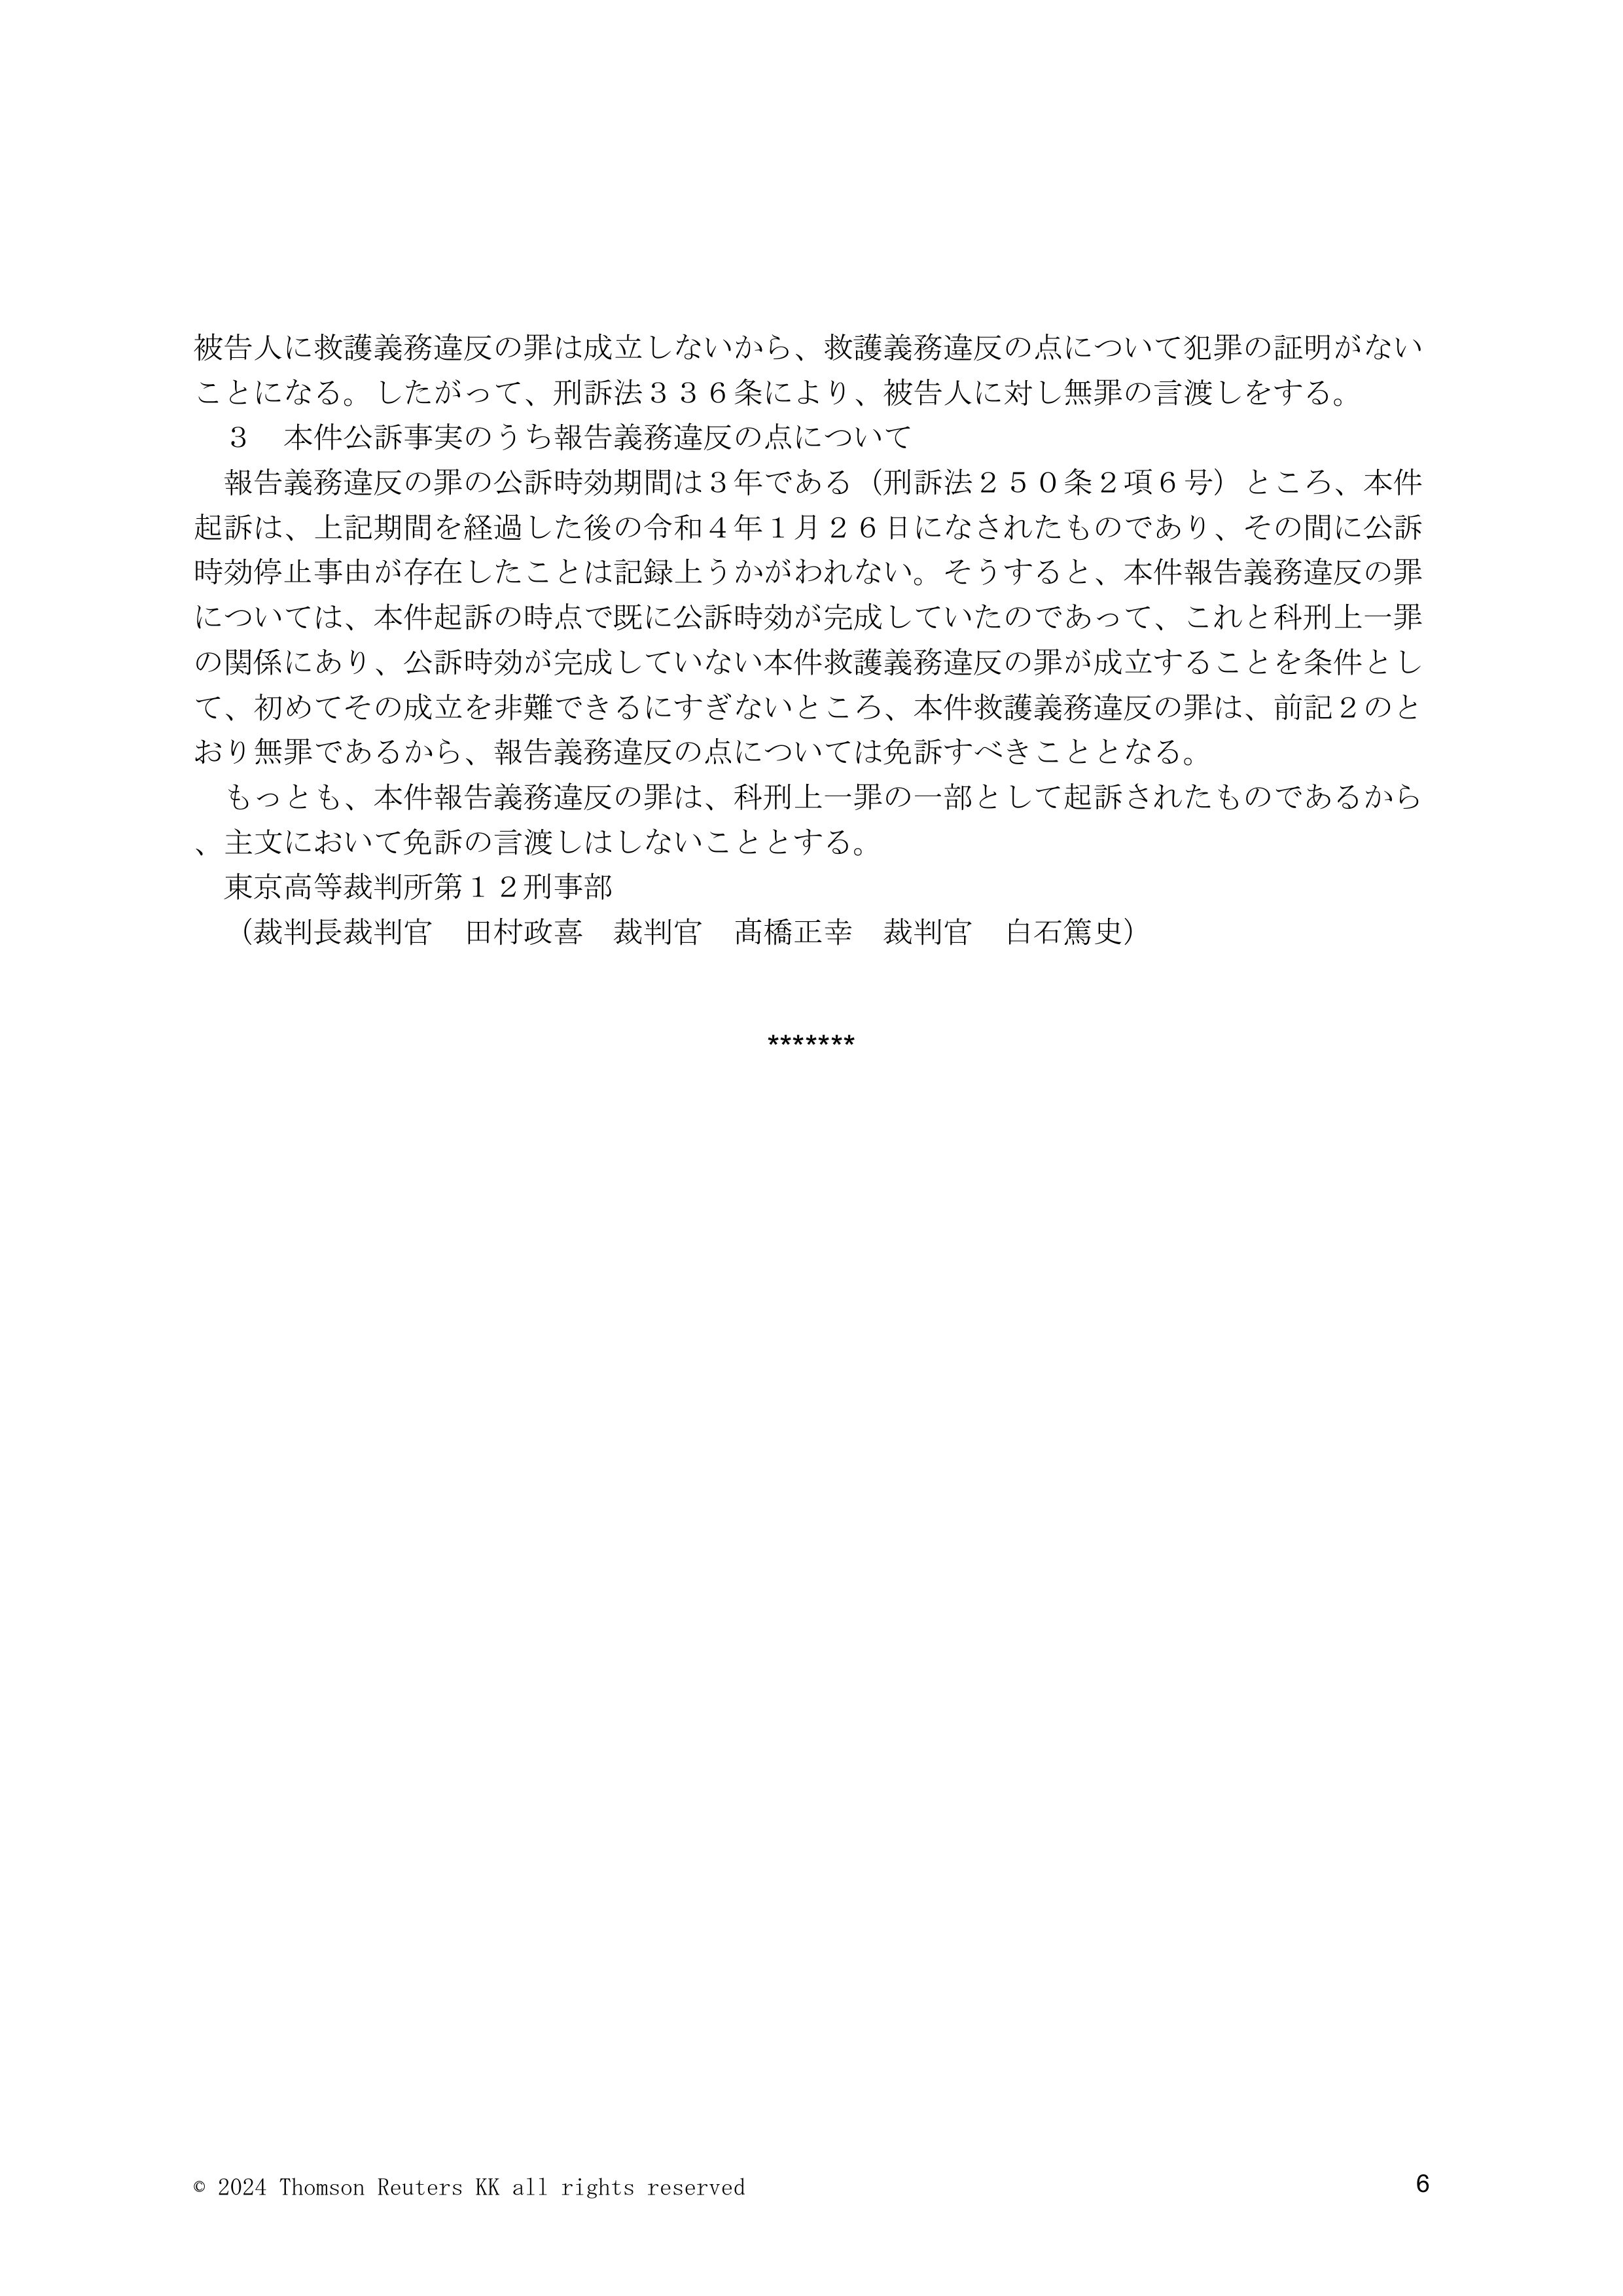 被告人に救護義務違反の罪は成立しないから、救護義務違反の点について犯罪の証明がない
ことになる。したがって、刑訴法３３６条により、被告人に対し無罪の言渡しをする。
　３　本件公訴事実のうち報告義務違反の点について
　報告義務違反の罪の公訴時効期間は３年である（刑訴法２５０条２項６号）ところ、本件
起訴は、上記期間を経過した後の令和４年１月２６日になされたものであり、その間に公訴
時効停止事由が存在したことは記録上うかがわれない。そうすると、本件報告義務違反の罪
については、本件起訴の時点で既に公訴時効が完成していたのであって、これと科刑上一罪
の関係にあり、公訴時効が完成していない本件救護義務違反の罪が成立することを条件とし
て、初めてその成立を非難できるにすぎないところ、本件救護義務違反の罪は、前記２のと
おり無罪であるから、報告義務違反の点については免訴すべきこととなる。
　もっとも、本件報告義務違反の罪は、科刑上一罪の一部として起訴されたものであるから
、主文において免訴の言渡しはしないこととする。
　東京高等裁判所第１２刑事部
　（裁判長裁判官　田村政喜　裁判官　髙橋正幸　裁判官　白石篤史）
*******
© 2024 Thomson Reuters KK all rights reserved
6